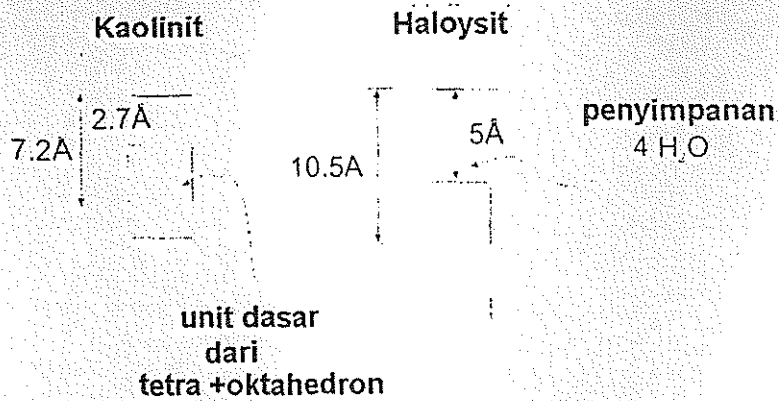 Kaolinit
Haloysit
2.7Å
7.2A
5Å
10.5A
penyimpanan
4 H2O
unit dasar
dari
tetra +oktahedron